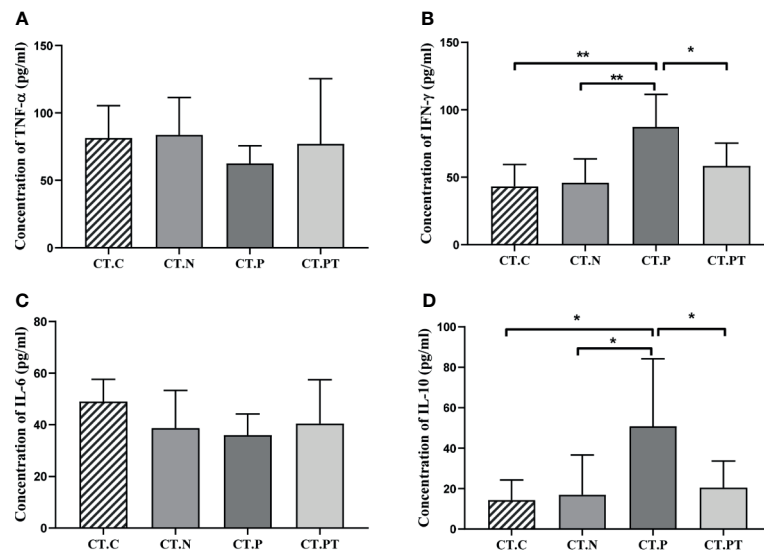 A
Concentration of TNF-α (pg/ml)
150
100
50
0
CT.C CT.N CT.P CT.PT
B
Concentration of IFN-γ (pg/ml)
150
100
50
0
** *
**
CT.C CT.N CT.P CT.PT
C
Concentration of IL-6 (pg/ml)
80
60
40
20
0
CT.C CT.N CT.P CT.PT
D
Concentration of IL-10 (pg/ml)
100
80
60
40
20
0
* *
*
CT.C CT.N CT.P CT.PT